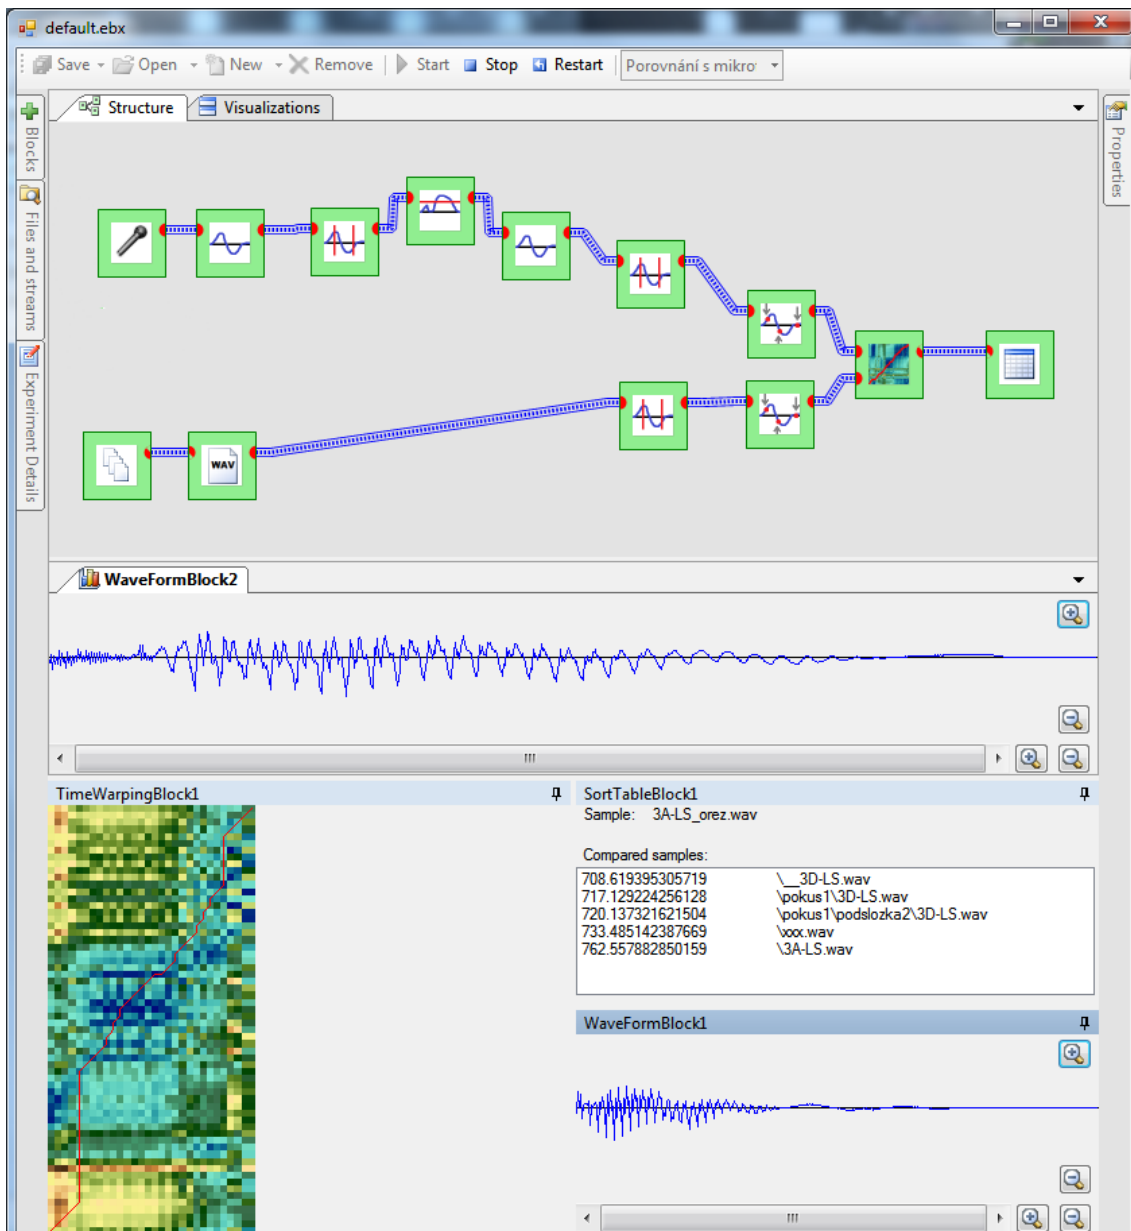 default.ebx
Save Open New Remove Start Stop Restart Porovnání s mikro
Structure Visualizations
Blocks
Files and streams
Experiment Details
Properties
WAV
WaveFormBlock2
TimeWarpingBlock1
SortTableBlock1
Sample: 3A-LS_orez.wav
Compared samples:
708.619395305719 \__3D-LS.wav
717.129224256128 \pokus1\3D-LS.wav
720.137321621504 \pokus1\podslozka2\3D-LS.wav
733.485142387669 \xxx.wav
762.557882850159 \3A-LS.wav
WaveFormBlock1